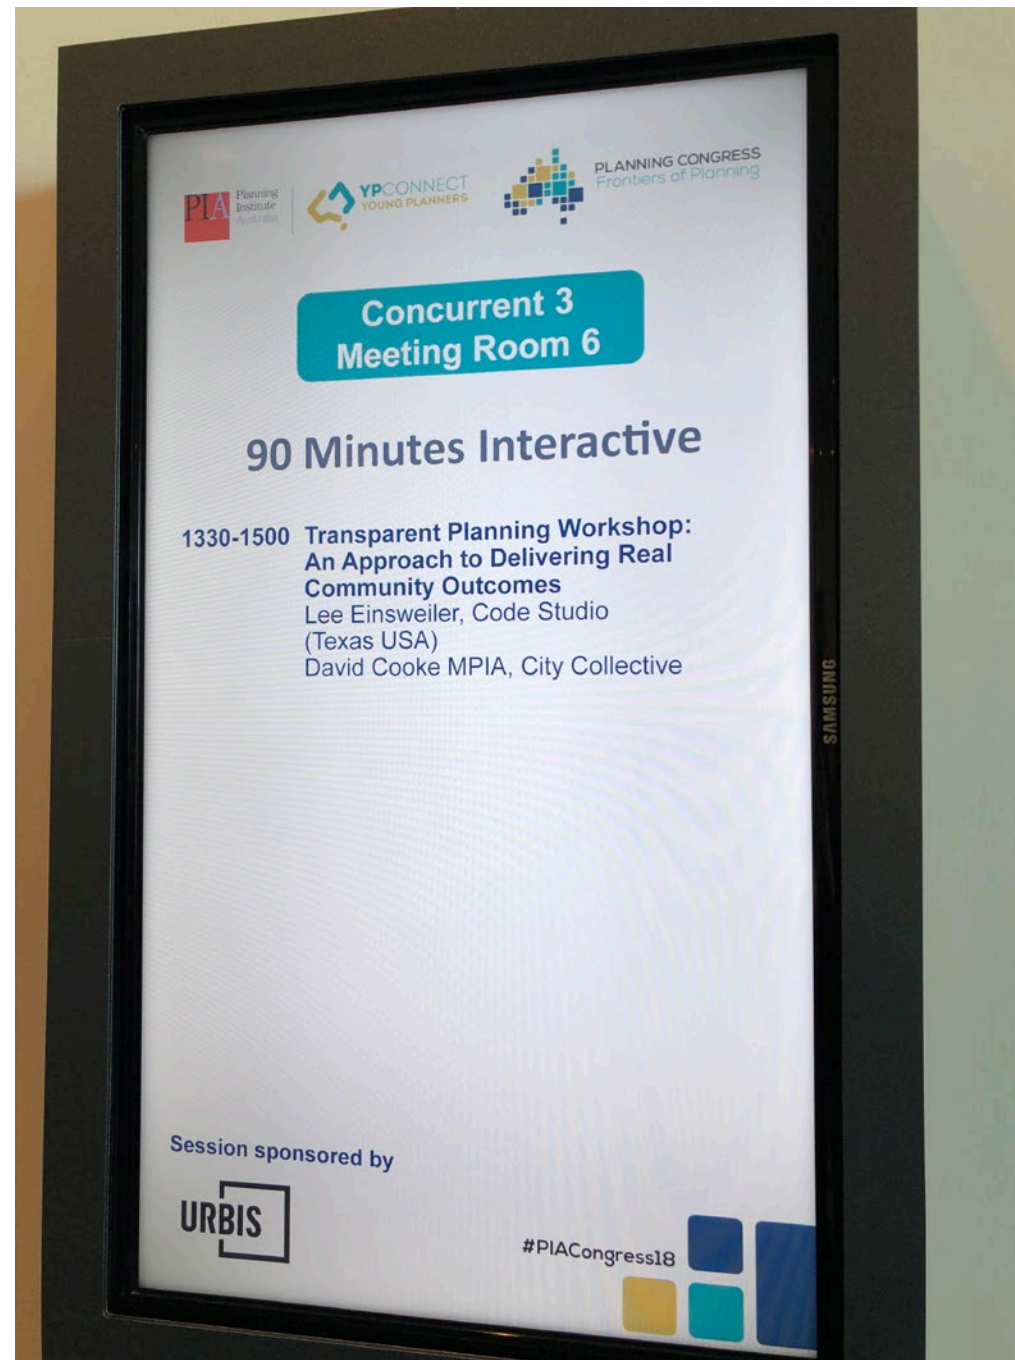 PIA
Planning
Institute
Australia
YPCONNECT
YOUNG PLANNERS
PLANNING CONGRESS
Frontiers of Planning
Concurrent 3
Meeting Room 6
90 Minutes Interactive
1330-1500 Transparent Planning Workshop:
An Approach to Delivering Real
Community Outcomes
Lee Einsweiler, Code Studio
(Texas USA)
David Cooke MPIA, City Collective
SAMSUNG
Session sponsored by
URBIS
#PIACongress18